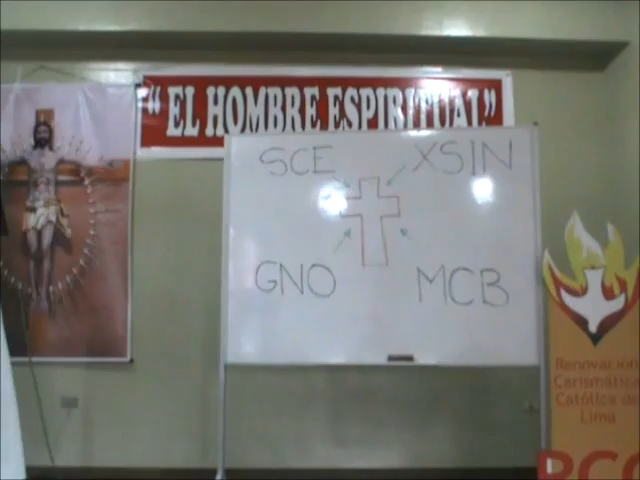 “EL HOMBRE ESPIRITUAL”
SCE XSIN
GNO MCB
Renovación
Carismática
Católica de
Lima
RCC